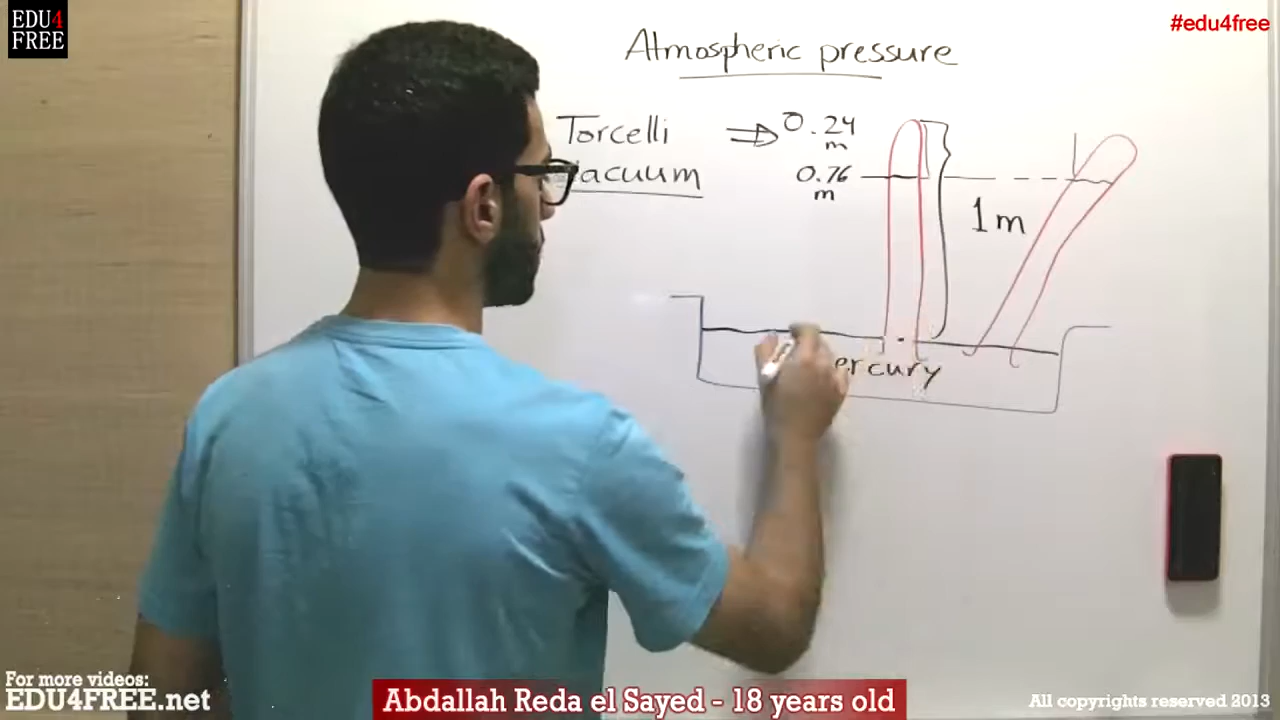 EDU4
FREE
#edu4free
Atmospheric pressure
Torcelli
0.24
m
0.76
m
1m
For more videos:
EDU4FREE.net
Abdallah Reda el Sayed - 18 years old
All copyrights reserved 2013